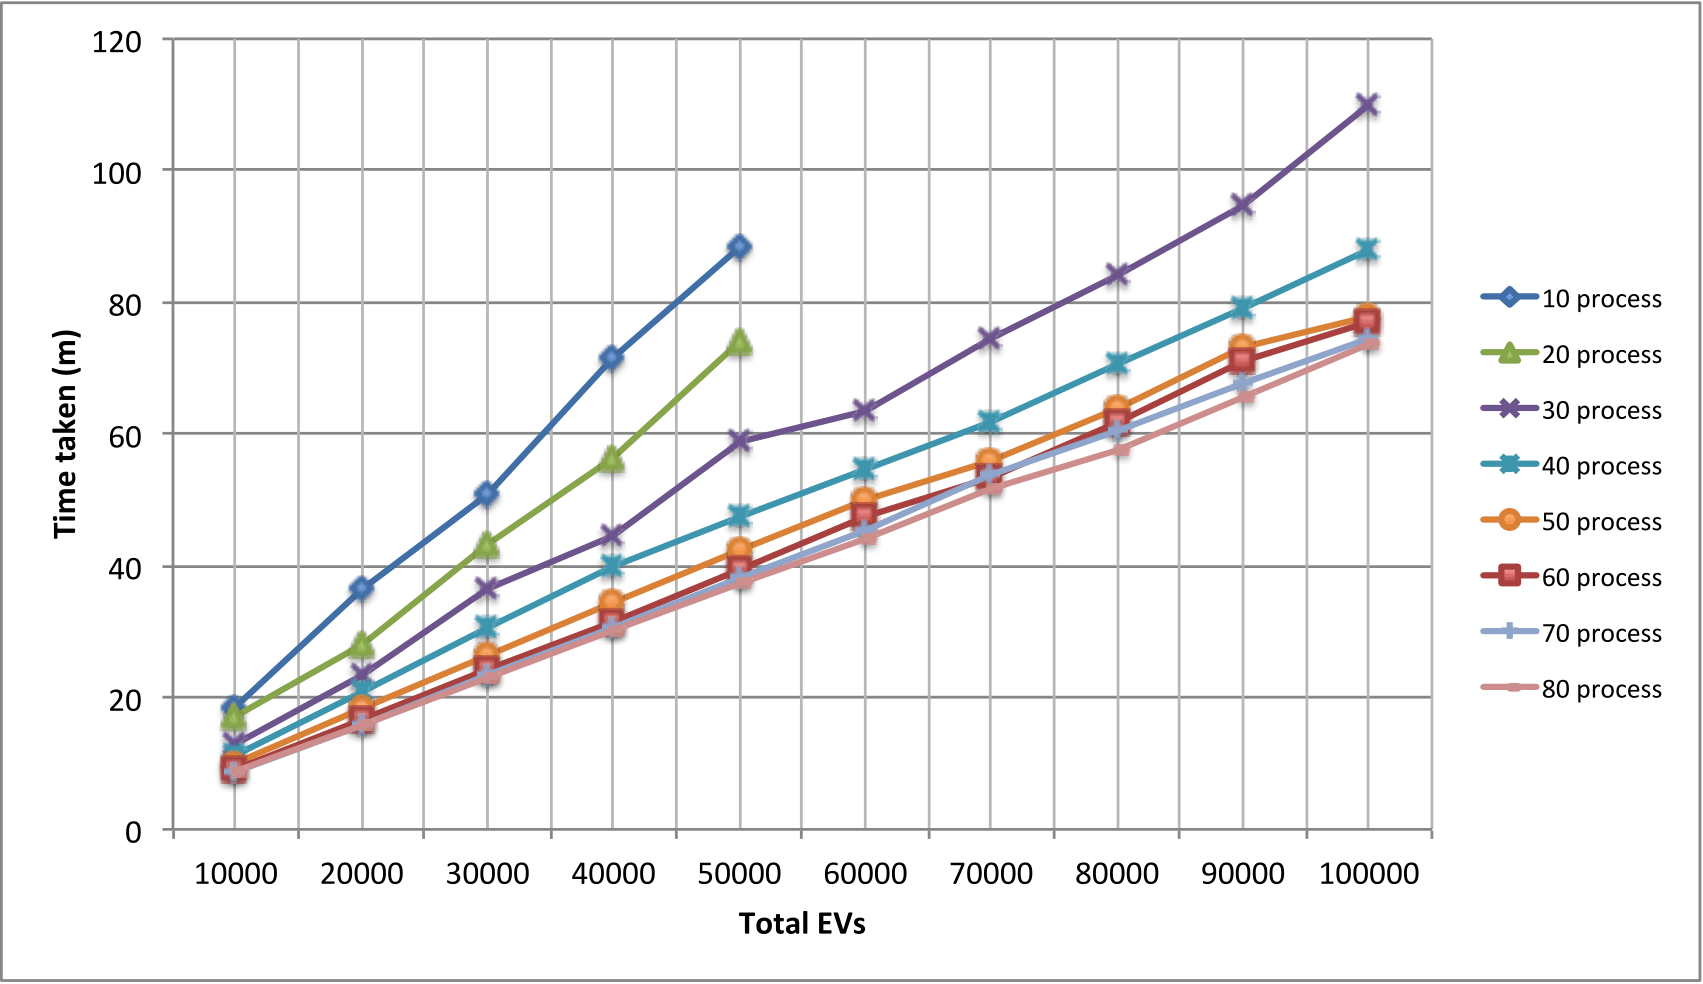 120
100
80
60
40
20
0
Time taken (m)
10000 20000 30000 40000 50000 60000 70000 80000 90000 100000
Total EVs
10 process
20 process
30 process
40 process
50 process
60 process
70 process
80 process